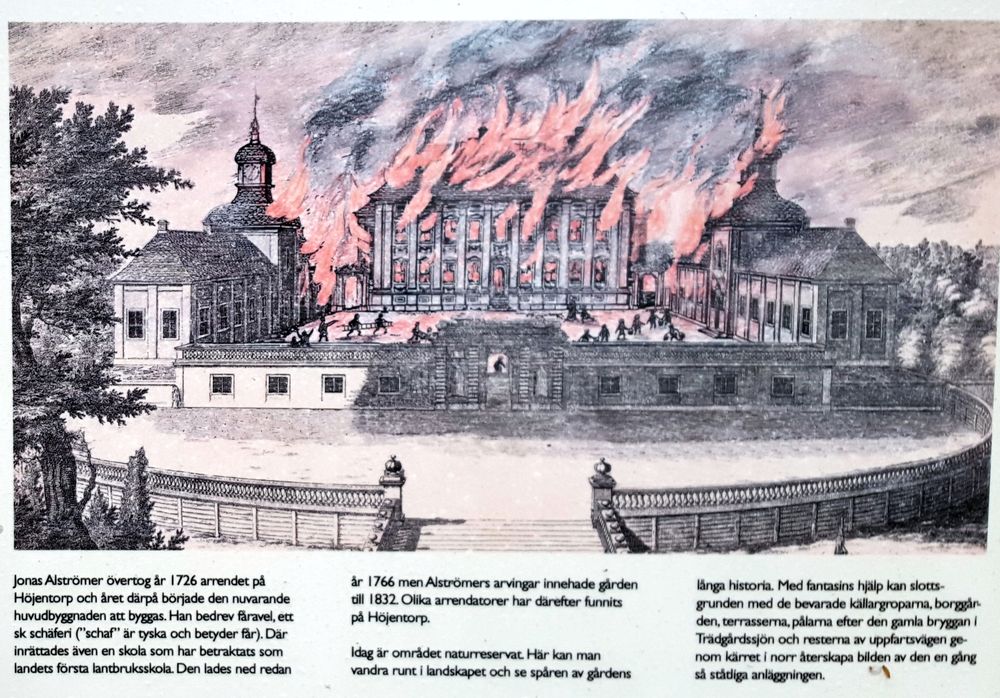 Jonas Alströmer övertog år 1726 arrendet på
Höjentorp och året därpå började den nuvarande
huvudbyggnaden att byggas. Han bedrev fåravel, ett
sk schäferi ("schaf" är tyska och betyder får). Där
inrättades även en skola som har betraktats som
landets första lantbruksskola. Den lades ned redan
år 1766 men Alströmers arvingar innehade gården
till 1832. Olika arrendatorer har därefter funnits
på Höjentorp.
Idag är området naturreservat. Här kan man
vandra runt i landskapet och se spåren av gårdens
långa historia. Med fantasins hjälp kan slotts-
grunden med de bevarade källargroparna, borggår-
den, terrasserna, pålarna efter den gamla bryggan i
Trädgårdssjön och resterna av uppfartsvägen ge-
nom kärret i norr återskapa bilden av den en gång
så ståtliga anläggningen.